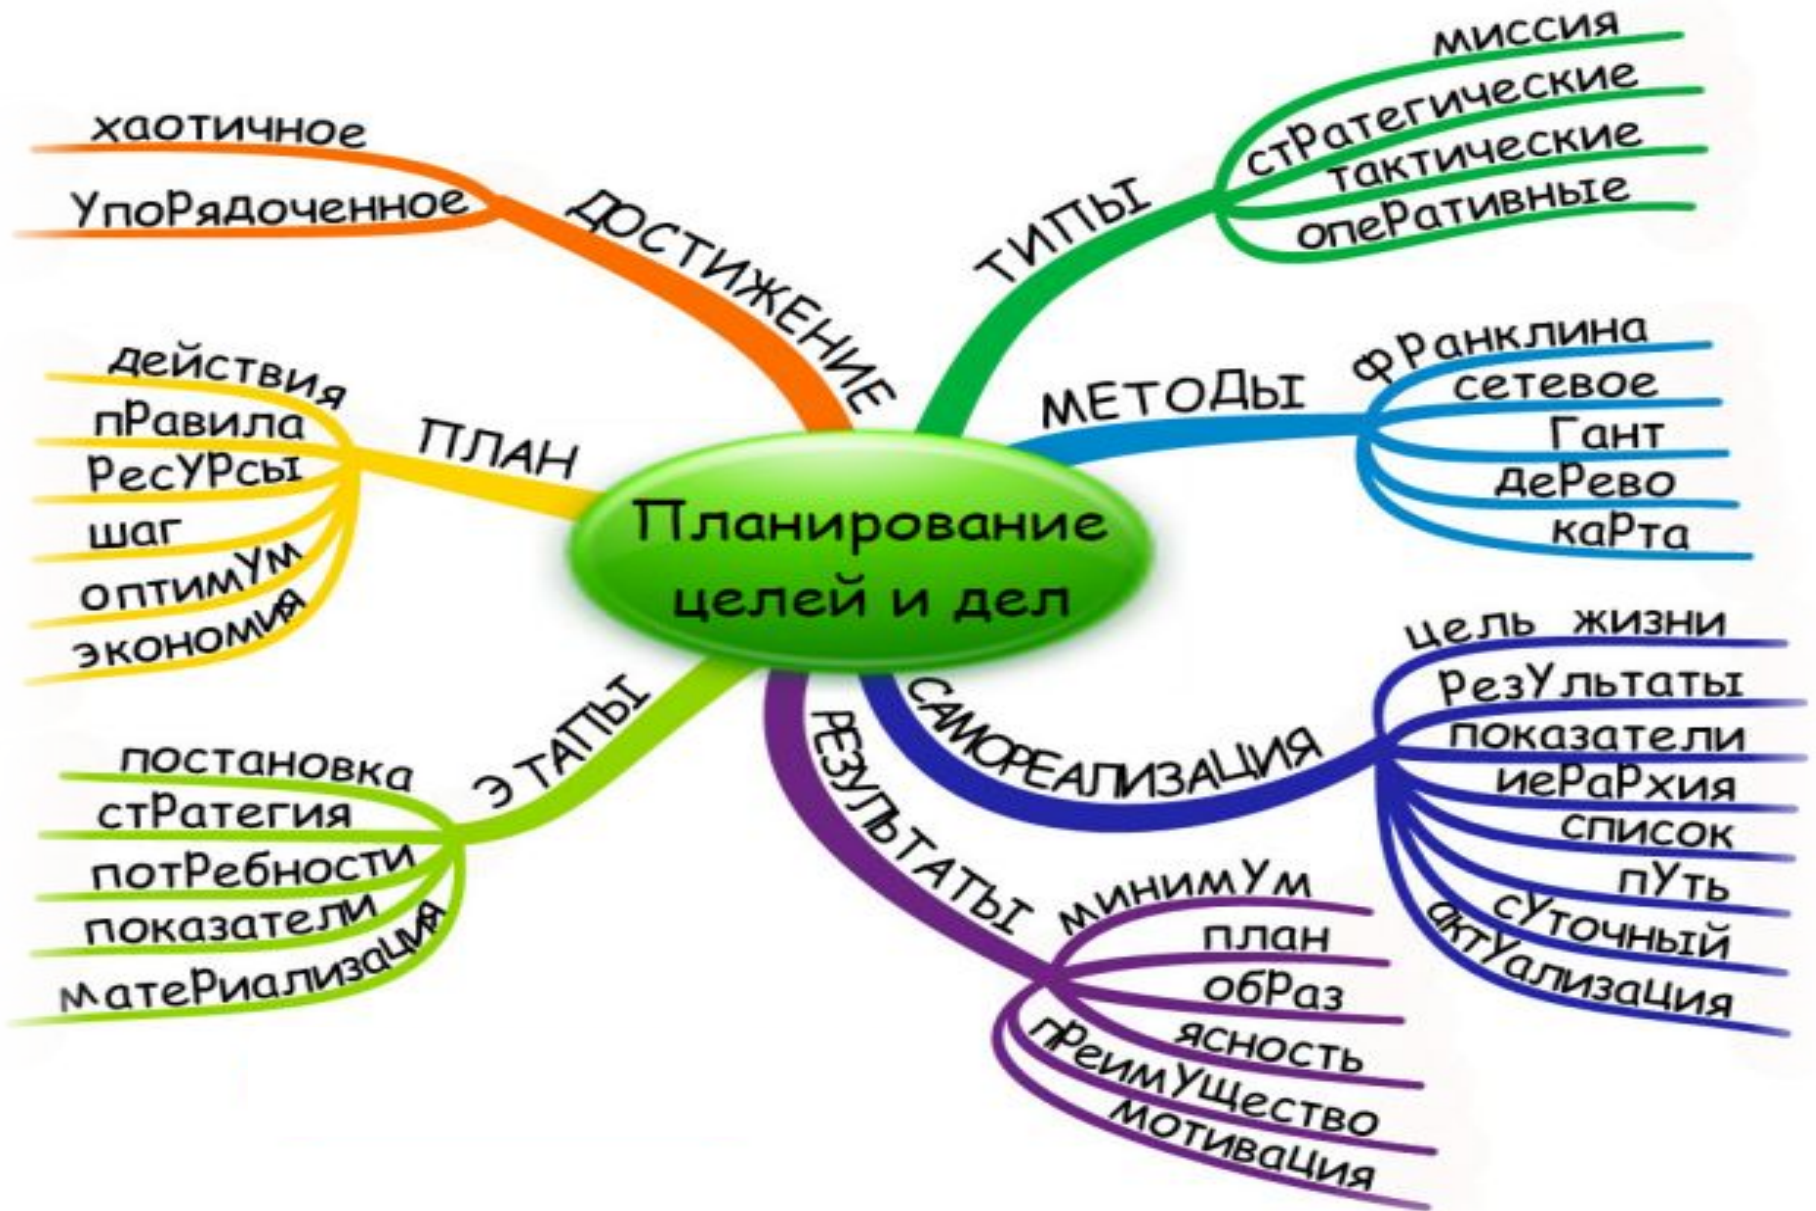 Планирование
целей и дел
ТИПЫ
миссия
стратегические
тактические
оперативные
МЕТОДЫ
франклина
сетевое
Гант
дерево
карта
САМОРЕАЛИЗАЦИЯ
цель жизни
результаты
показатели
иерархия
список
путь
суточный
актуализация
РЕЗУЛЬТАТЫ
минимум
план
образ
ясность
преимущество
мотивация
ЭТАПЫ
постановка
стратегия
потребности
показатели
материализация
ПЛАН
действия
правила
ресурсы
шаг
оптимум
экономия
ДОСТИЖЕНИЕ
хаотичное
упорядоченное